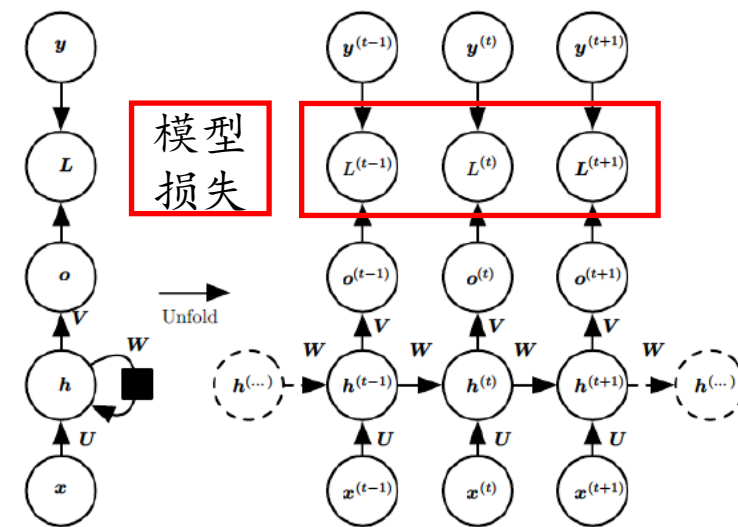 y y^(t-1) y^(t) y^(t+1)
模型
损失
L L^(t-1) L^(t) L^(t+1)
o o^(t-1) o^(t) o^(t+1)
Unfold
V V V V
W W W W W
h h^(...) h^(t-1) h^(t) h^(t+1) h^(...)
U U U U
x x^(t-1) x^(t) x^(t+1)